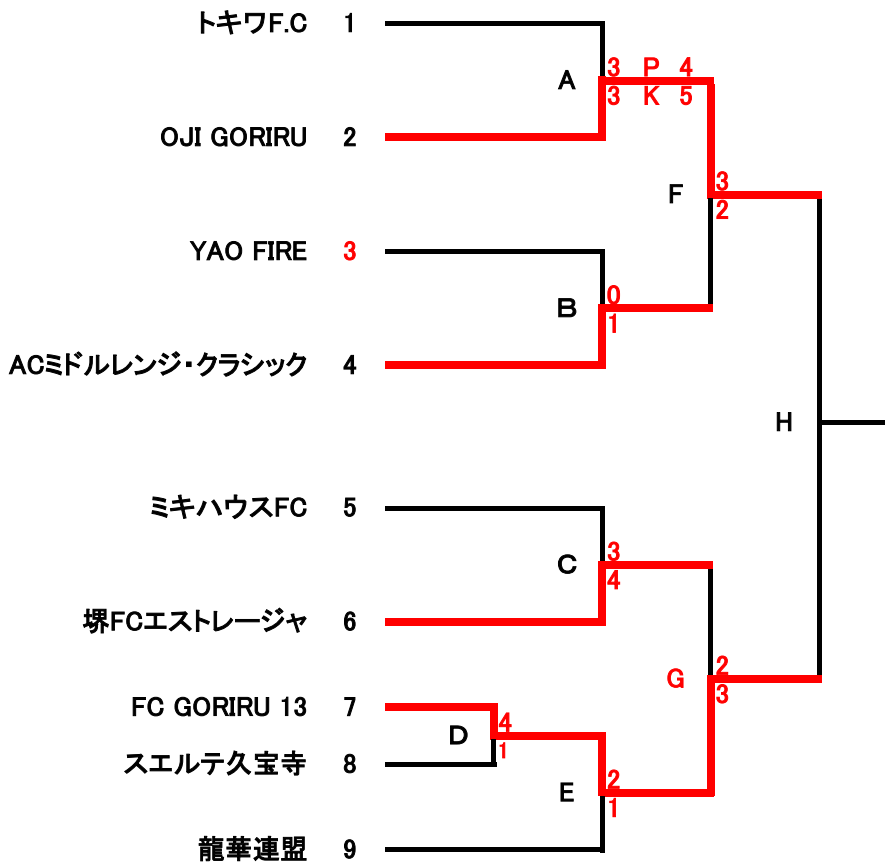 トキワF.C 1
3 P 4
A
3 K 5
OJI GORIRU 2
3
F
2
YAO FIRE 3
0
B
1
ACミドルレンジ・クラシック 4
H
ミキハウスFC 5
3
C
4
堺FCエストレージャ 6
2
G
3
FC GORIRU 13 7
4
D
1
スエルテ久宝寺 8
2
E
1
龍華連盟 9